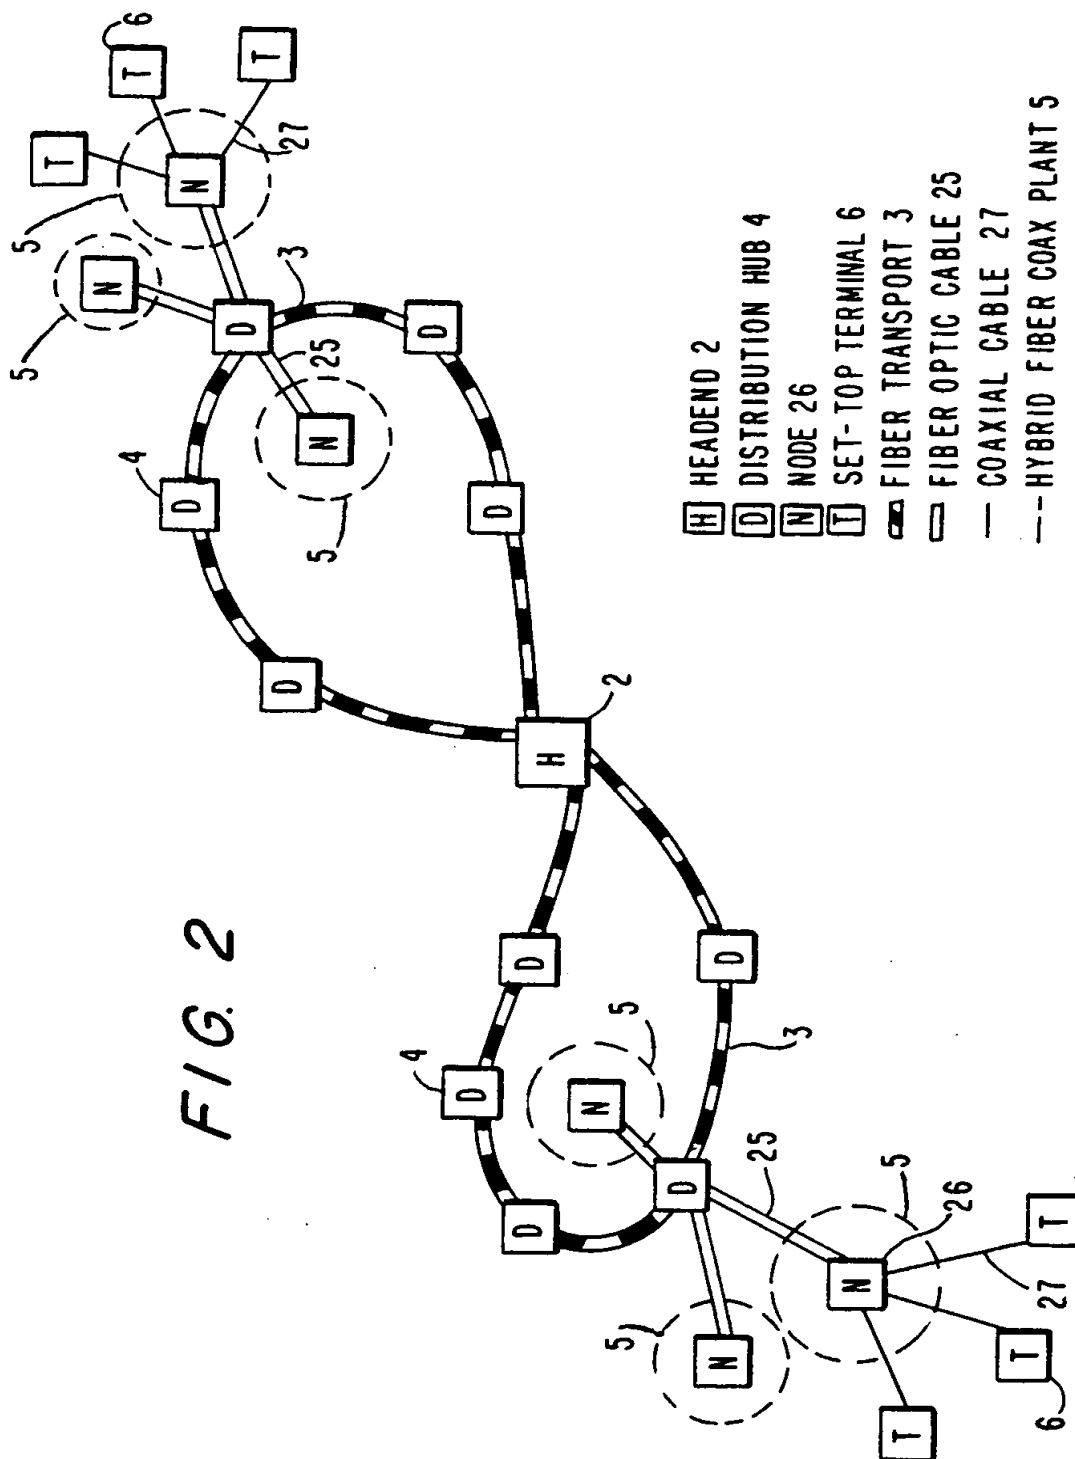 FIG. 2
6
T
T
T
5
N
27
5
N
3
D
25
4
D
N
5
D
D
D
H
2
D
4
D
D
5
N
D
3
D
25
5
N
5
26
N
27
T
T
6
T
H HEADEND 2
D DISTRIBUTION HUB 4
N NODE 26
T SET-TOP TERMINAL 6
FIBER TRANSPORT 3
FIBER OPTIC CABLE 25
COAXIAL CABLE 27
HYBRID FIBER COAX PLANT 5